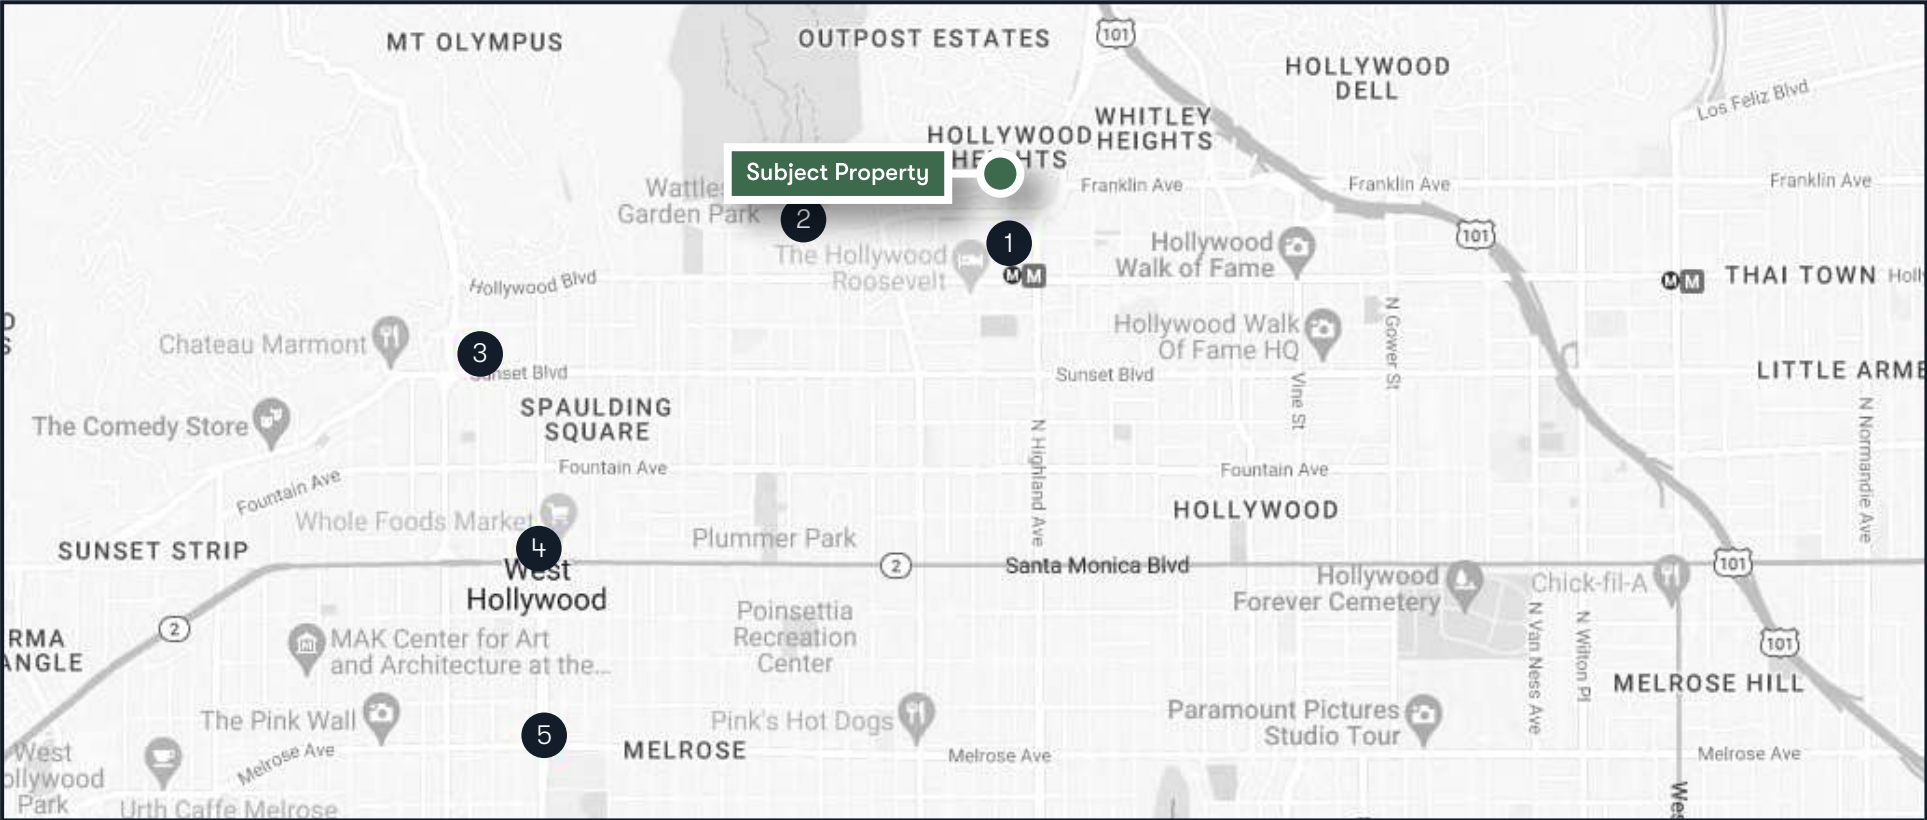 MT OLYMPUS
OUTPOST ESTATES
101
HOLLYWOOD
DELL
Los Feliz Blvd
WHITLEY
HEIGHTS
HOLLYWOOD
HEIGHTS
Subject Property
Wattles
Garden Park
2
Franklin Ave
Franklin Ave
Franklin Ave
1
The Hollywood
Roosevelt
M M
Hollywood
Walk of Fame
101
M M
THAI TOWN
Holly
Hollywood Blvd
Chateau Marmont
3
Sunset Blvd
Hollywood Walk
Of Fame HQ
N Gower St
Sunset Blvd
Vine St
LITTLE ARME
The Comedy Store
SPAULDING
SQUARE
N Highland Ave
N Normandie Ave
Fountain Ave
Fountain Ave
Fountain Ave
Whole Foods Market
4
HOLLYWOOD
SUNSET STRIP
Plummer Park
West
Hollywood
2
Santa Monica Blvd
101
Hollywood
Forever Cemetery
Chick-fil-A
2
RMA
ANGLE
MAK Center for Art
and Architecture at the...
Poinsettia
Recreation
Center
N Van Ness Ave
N Wilton Pl
101
MELROSE HILL
The Pink Wall
5
Pink's Hot Dogs
Paramount Pictures
Studio Tour
Melrose Ave
MELROSE
Melrose Ave
Melrose Ave
West
ollywood
Park
Urth Caffe Melrose
Wes